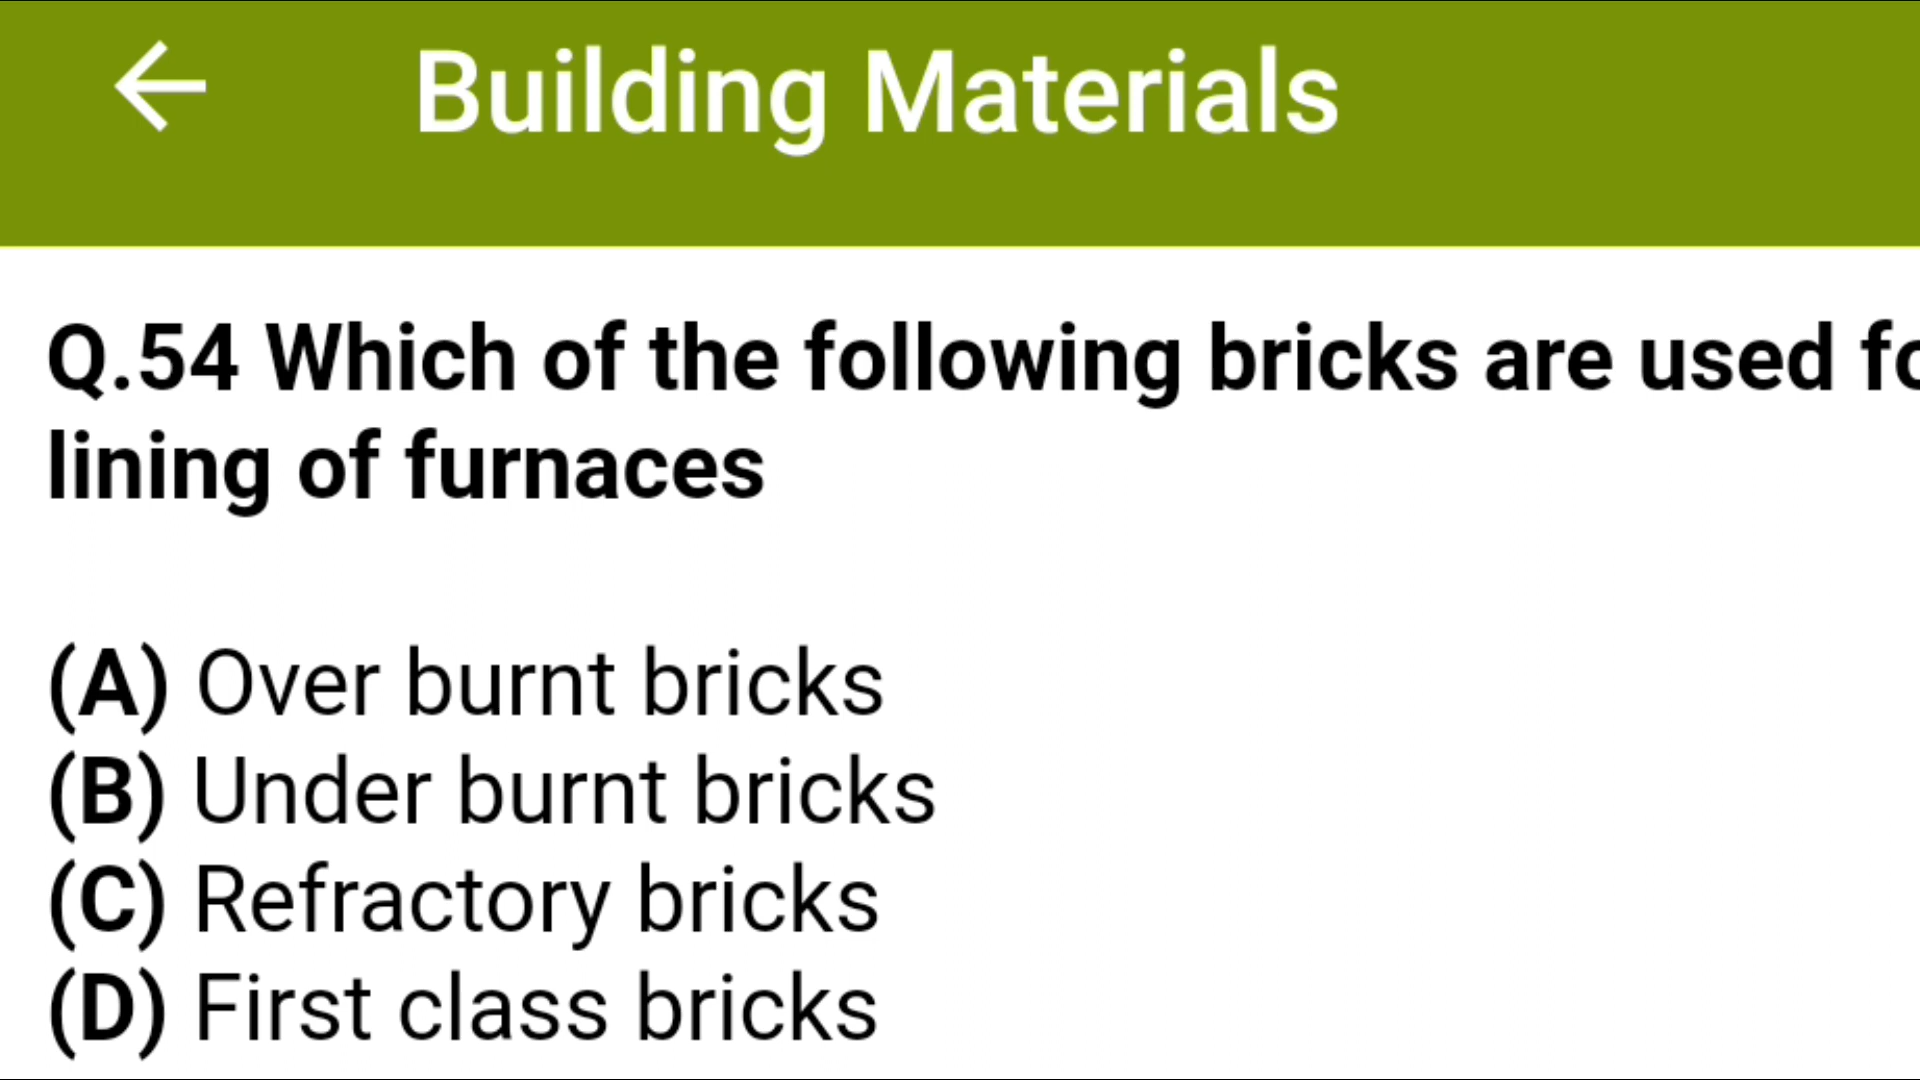 Building Materials
Q.54 Which of the following bricks are used
lining of furnaces
(A) Over burnt bricks
(B) Under burnt bricks
(C) Refractory bricks
(D) First class bricks